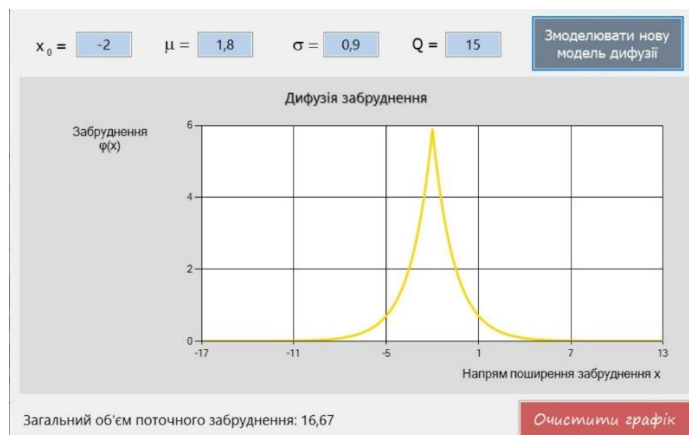 x₀ = -2 μ = 1,8 σ = 0,9 Q = 15
Змоделювати нову
модель дифузії
Дифузія забруднення
Забруднення
φ(x)
6
4
2
0
-17 -11 -5 1 7 13
Напрям поширення забруднення x
Загальний об'єм поточного забруднення: 16,67
Очистити графік